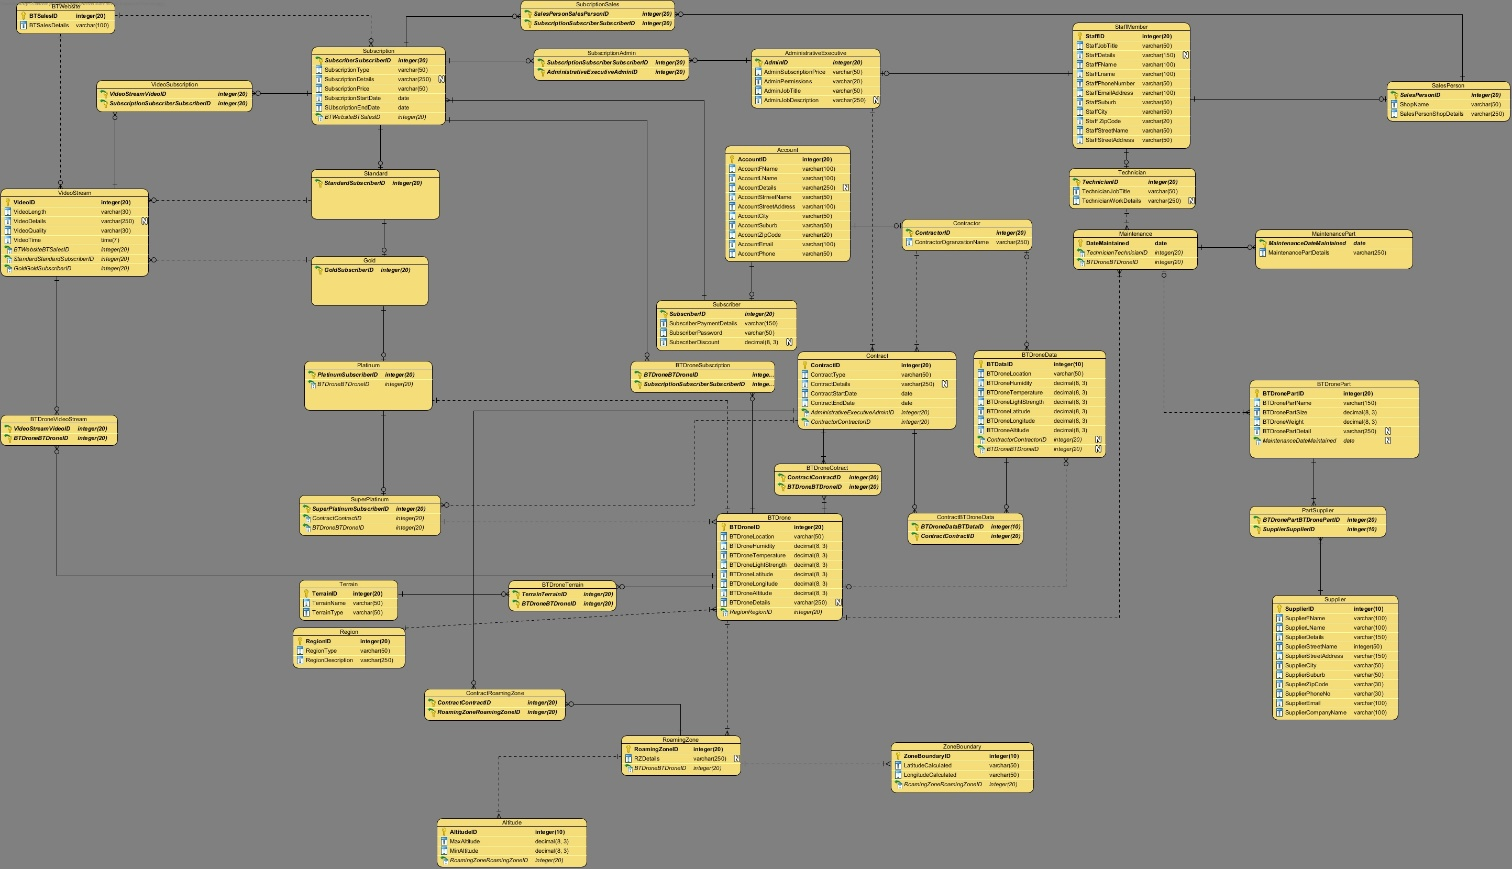 BTWebsite
BTSalesID integer(20)
BTSalesDetails varchar(100)
SubcriptionSales
SalesPersonSalesPersonID integer(20)
SubscriptionSubscriberSubscriberID integer(20)
Subscription
SubscriberSubscriberID integer(20)
SubscriptionType varchar(50)
SubscriptionDetails varchar(250) N
SubscriptionPrice varchar(50)
SubscriptionStartDate date
SUbscriptionEndDate date
BTWebsiteBTSalesID integer(20)
SubscriptionAdmin
SubscriptionSubscriberSubscriberID integer(20)
AdministrativeExecutiveAdminID integer(20)
AdministrativeExecutive
AdminID integer(20)
AdminSubscriptionPrice varchar(50)
AdminPermissions varchar(20)
AdminJobTitle varchar(50)
AdminJobDescription varchar(250) N
StaffMember
StaffID integer(20)
StaffJobTitle varchar(50)
StaffDetails varchar(150) N
StaffFName varchar(100)
StaffLname varchar(100)
StaffPhoneNumber varchar(50)
StaffEmailAddress varchar(100)
StaffSuburb varchar(50)
StaffCity varchar(50)
StaffZipCode varchar(20)
StaffStreetName varchar(50)
StaffStreetAddress varchar(50)
SalesPerson
SalesPersonID integer(20)
ShopName varchar(50)
SalesPersonShopDetails varchar(250)
VideoSubscription
VideoStreamVideoID integer(20)
SubscriptionSubscriberSubscriberID integer(20)
Account
AccountID integer(20)
AccountFName varchar(100)
AccountLName varchar(100)
AccountDetails varchar(250) N
AccountStreetName varchar(50)
AccountStreetAddress varchar(100)
AccountCity varchar(50)
AccountSuburb varchar(50)
AccountZipCode varchar(20)
AccountEmail varchar(100)
AccountPhone varchar(50)
Standard
StandardSubscriberID integer(20)
Technician
TechnicianID integer(20)
TechnicianJobTitle varchar(50)
TechnicianWorkDetails varchar(250) N
VideoStream
VideoID integer(20)
VideoLength varchar(30)
VideoDetails varchar(250) N
VideoQuality varchar(30)
VideoTime time(7)
BTWebsiteBTSalesID integer(20)
StandardStandardSubscriberID integer(20)
GoldGoldSubscriberID integer(20)
Contractor
ContractorID integer(20)
ContractorOgranzationName varchar(250)
Maintenance
DateMaintained date
TechnicianTechnicianID integer(20)
BTDroneBTDroneID integer(20)
MaintenancePart
MaintenanceDateMaintained date
MaintenancePartDetails varchar(250)
Gold
GoldSubscriberID integer(20)
Subscriber
SubscriberID integer(20)
SubscriberPaymentDetails varchar(150)
SubscriberPassword varchar(50)
SubscriberDiscount decimal(8, 3) N
Platinum
PlatinumSubscriberID integer(20)
BTDroneBTDroneID integer(20)
BTDroneSubscription
BTDroneBTDroneID intege...
SubscriptionSubscriberSubscriberID intege...
Contract
ContractID integer(20)
ContractType varchar(50)
ContractDetails varchar(250) N
ContractStartDate date
ContractEndDate date
AdministrativeExecutiveAdminID integer(20)
ContractorContractorID integer(20)
BTDroneData
BTDataID integer(10)
BTDroneLocation varchar(50)
BTDroneHumidity decimal(8, 3)
BTDroneTemperature decimal(8, 3)
BTDroneLightStrength decimal(8, 3)
BTDroneLatitude decimal(8, 3)
BTDroneLongitude decimal(8, 3)
BTDroneAltitude decimal(8, 3)
ContractorContractorID integer(20) N
BTDroneBTDroneID integer(20) N
BTDronePart
BTDronePartID integer(20)
BTDronePartName varchar(150)
BTDronePartSize decimal(8, 3)
BTDroneWeight decimal(8, 3)
BTDronePartDetail varchar(250) N
MaintenanceDateMaintained date N
BTDroneVideoStream
VideoStreamVideoID integer(20)
BTDroneBTDroneID integer(20)
BTDroneCotract
ContractContractID integer(20)
BTDroneBTDroneID integer(20)
SuperPlatinum
SuperPlatinumSubscriberID integer(20)
ContractContractID integer(20)
BTDroneBTDroneID integer(20)
BTDrone
BTDroneID integer(20)
BTDroneLocation varchar(50)
BTDroneHumidity decimal(8, 3)
BTDroneTemperature decimal(8, 3)
BTDroneLightStrength decimal(8, 3)
BTDroneLatitude decimal(8, 3)
BTDroneLongitude decimal(8, 3)
BTDroneAltitude decimal(8, 3)
BTDroneDetails varchar(250) N
RegionRegionID integer(20)
ContractBTDroneData
BTDroneDataBTDataID integer(10)
ContractContractID integer(20)
PartSupplier
BTDronePartBTDronePartID integer(20)
SupplierSupplierID integer(10)
Terrain
TerrainID integer(20)
TerrainName varchar(50)
TerrainType varchar(50)
BTDroneTerrain
TerrainTerrainID integer(20)
BTDroneBTDroneID integer(20)
Supplier
SupplierID integer(10)
SupplierFName varchar(100)
SupplierLName varchar(100)
SupplierDetails varchar(150)
SupplierStreetName integer(50)
SupplierStreetAddress varchar(150)
SupplierCity varchar(50)
SupplierSuburb varchar(50)
SupplierZipCode varchar(30)
SupplierPhoneNo varchar(30)
SupplierEmail varchar(100)
SupplierCompanyName varchar(100)
Region
RegionID integer(20)
RegionType varchar(50)
RegionDescription varchar(250)
ContractRoamingZone
ContractContractID integer(20)
RoamingZoneRoamingZoneID integer(20)
RoamingZone
RoamingZoneID integer(20)
RZDetails varchar(250) N
BTDroneBTDroneID integer(20)
ZoneBoundary
ZoneBoundaryID integer(10)
LatitudeCalculated varchar(50)
LongitudeCalculated varchar(50)
RoamingZoneRoamingZoneID integer(20)
Altitude
AltitudeID integer(10)
MaxAltitude decimal(8, 3)
MinAltitude decimal(8, 3)
RoamingZoneRoamingZoneID integer(20)